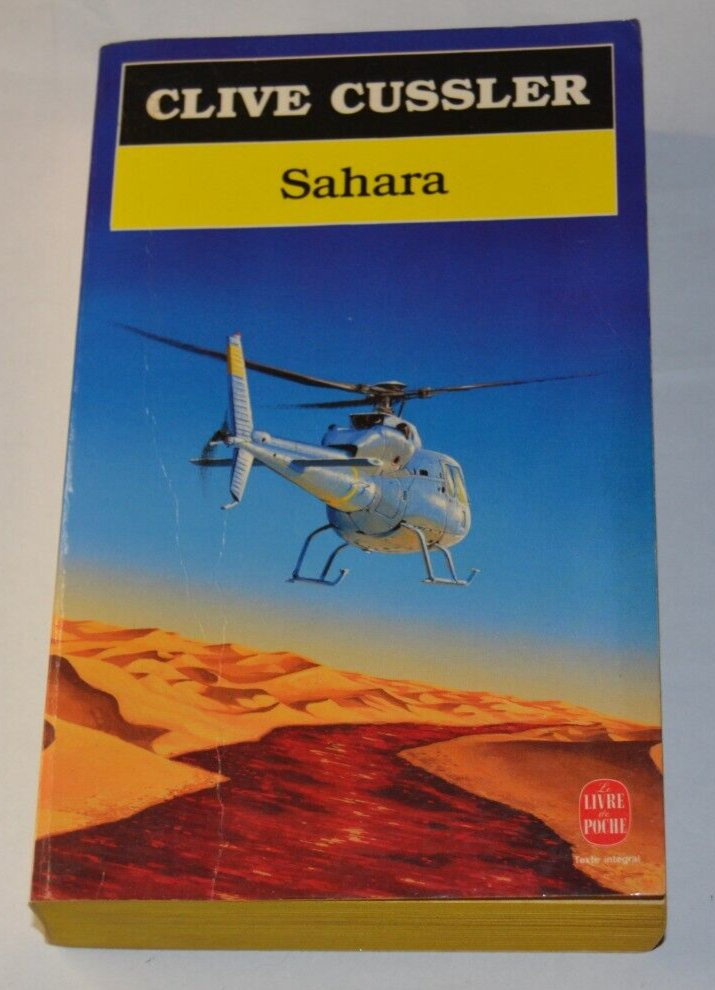 CLIVE CUSSLER
Sahara
Le
LIVRE
de
POCHE
Texte intégral